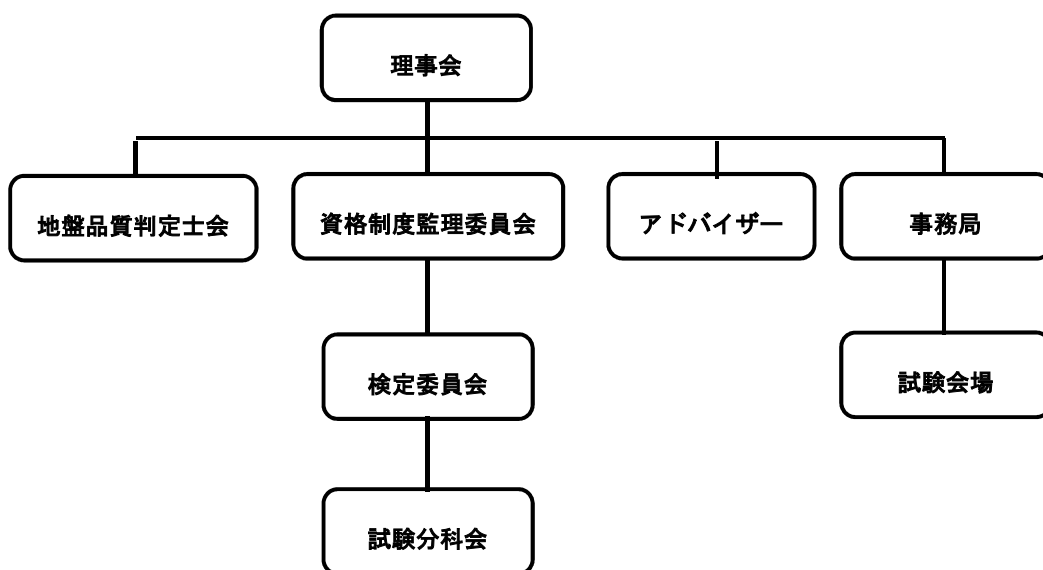 理事会
地盤品質判定士会
資格制度監理委員会
アドバイザー
事務局
検定委員会
試験会場
試験分科会